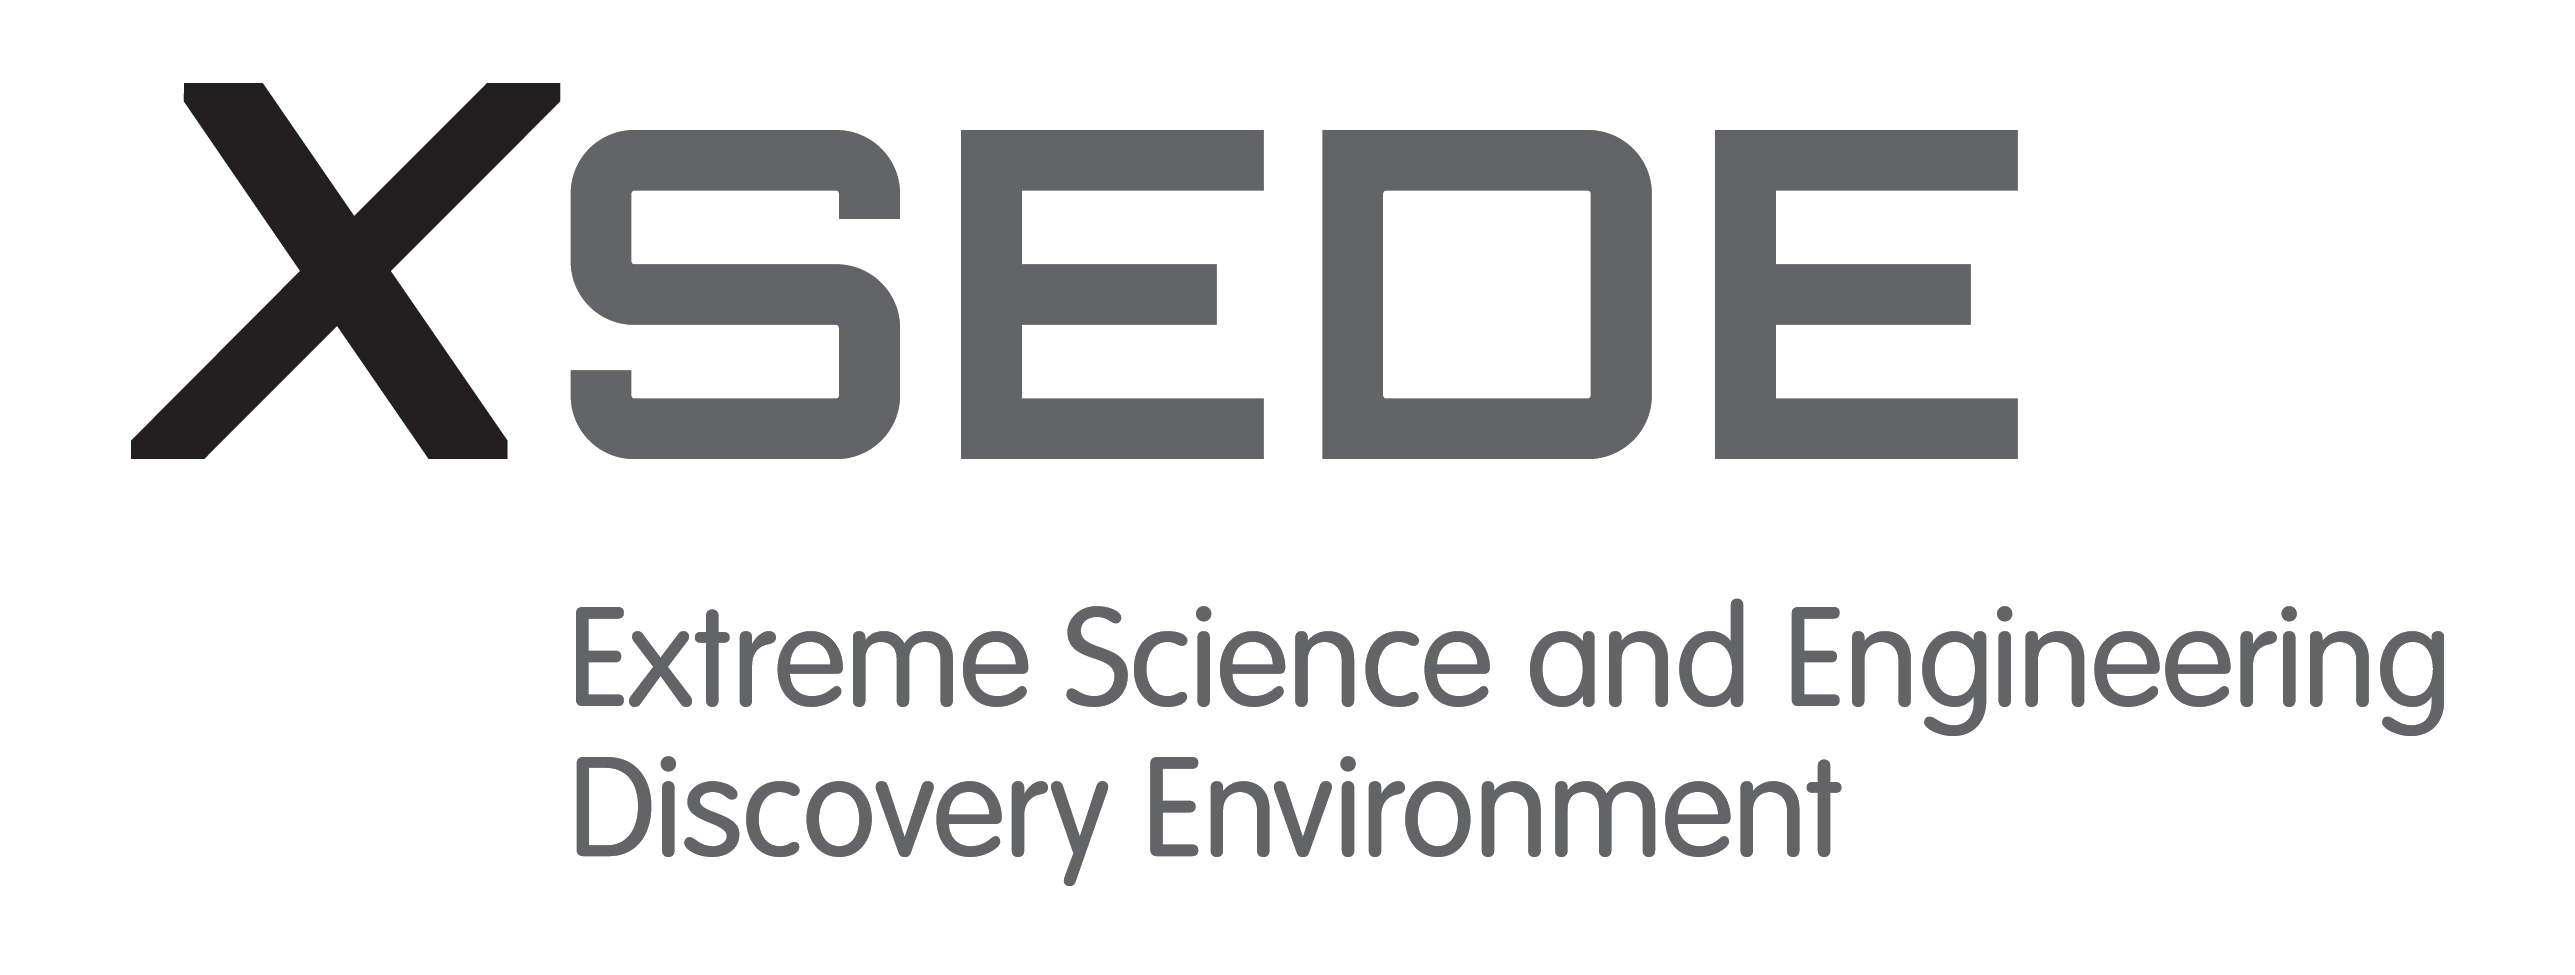 XSEDE
Extreme Science and Engineering
Discovery Environment